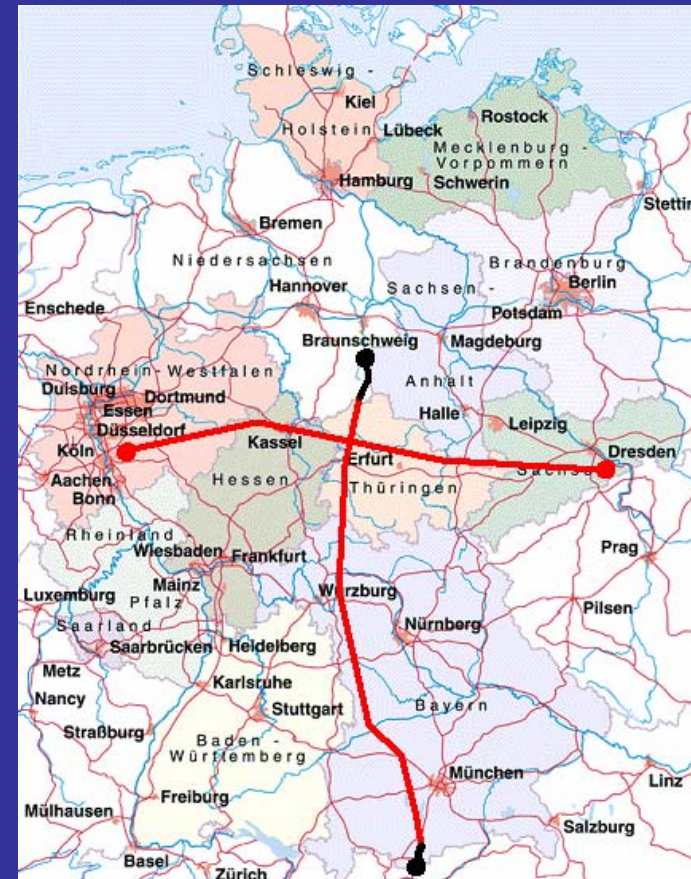 Schleswig -
Kiel
Holstein
Rostock
Lübeck
Mecklenburg -
Vorpommern
Hamburg
Schwerin
Stettin
Bremen
Niedersachsen
Hannover
Brandenburg
Sachsen -
Berlin
Enschede
Potsdam
Braunschweig
Magdeburg
Nordrhein-Westfalen
Anhalt
Duisburg
Dortmund
Essen
Halle
Leipzig
Düsseldorf
Kassel
Köln
Erfurt
Dresden
Sachse
Aachen
Hessen
Thüringen
Bonn
Rheinland
Wiesbaden
Frankfurt
Prag
Mainz
Luxemburg
Pfalz
Würzburg
Pilsen
Saarland
Nürnberg
Saarbrücken
Heidelberg
Metz
Karlsruhe
Nancy
Stuttgart
Bayern
Straßburg
Baden -
Württemberg
München
Linz
Freiburg
Mülhausen
Salzburg
Basel
Zürich